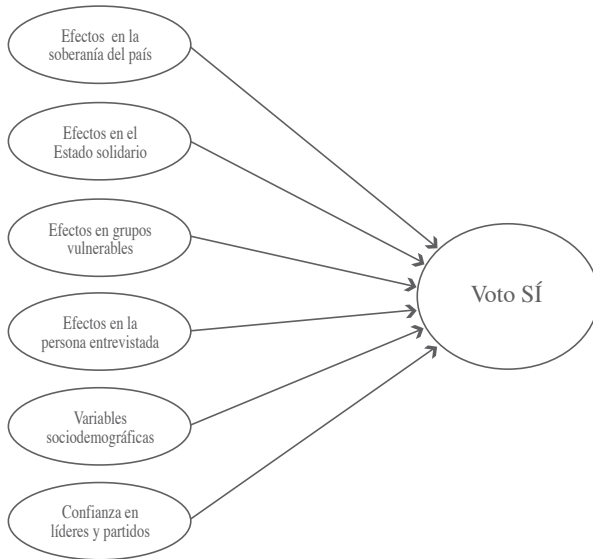 Efectos en la
soberanía del país
Efectos en el
Estado solidario
Efectos en grupos
vulnerables
Efectos en la
persona entrevistada
Variables
sociodemográficas
Confianza en
líderes y partidos
Voto SÍ